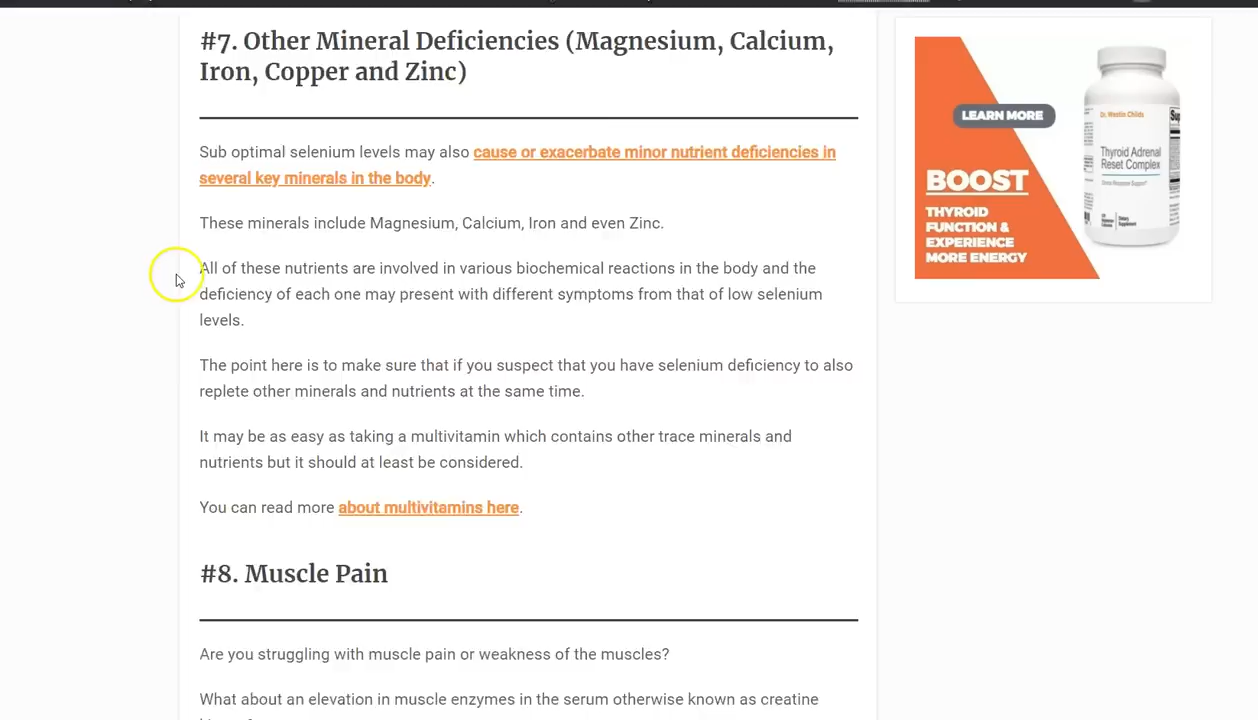 #7. Other Mineral Deficiencies (Magnesium, Calcium,
Iron, Copper and Zinc)
Sub optimal selenium levels may also cause or exacerbate minor nutrient deficiencies in
several key minerals in the body.
These minerals include Magnesium, Calcium, Iron and even Zinc.
All of these nutrients are involved in various biochemical reactions in the body and the
deficiency of each one may present with different symptoms from that of low selenium
levels.
The point here is to make sure that if you suspect that you have selenium deficiency to also
replete other minerals and nutrients at the same time.
It may be as easy as taking a multivitamin which contains other trace minerals and
nutrients but it should at least be considered.
You can read more about multivitamins here.
#8. Muscle Pain
Are you struggling with muscle pain or weakness of the muscles?
What about an elevation in muscle enzymes in the serum otherwise known as creatine
LEARN MORE
BOOST
THYROID
FUNCTION &
EXPERIENCE
MORE ENERGY
Dr. Westin Childs
Thyroid Adrenal
Reset Complex